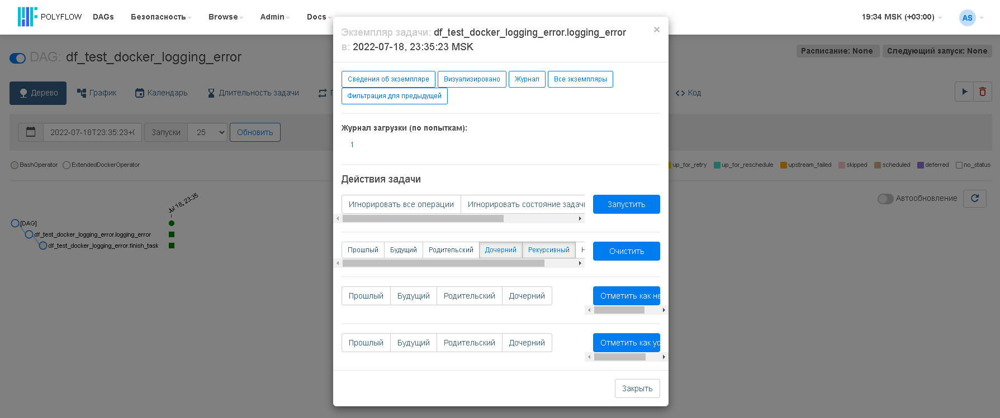 POLYFLOW DAGs Безопасность Browse Admin Docs 19:34 MSK (+03:00) AS
DAG: df_test_docker_logging_error
Расписание: None Следующий запуск: None
Дерево График Календарь Длительность задачи Код
2022-07-18T23:35:23+ Запуски 25 Обновить
BashOperator ExtendedDockerOperator
up_for_retry up_for_reschedule upstream_failed skipped scheduled deferred no_status
Автообновление
Jul 18, 23:35
[DAG]
df_test_docker_logging_error.logging_error
df_test_docker_logging_error.finish_task
Экземпляр задачи: df_test_docker_logging_error.logging_error
в: 2022-07-18, 23:35:23 MSK
×
Сведения об экземпляре Визуализировано Журнал Все экземпляры
Фильтрация для предыдущей
Журнал загрузки (по попыткам):
1
Действия задачи
Игнорировать все операции Игнорировать состояние задачи Запустить
Прошлый Будущий Родительский Дочерний Рекурсивный Очистить
Прошлый Будущий Родительский Дочерний Отметить как не
Прошлый Будущий Родительский Дочерний Отметить как ус
Закрыть